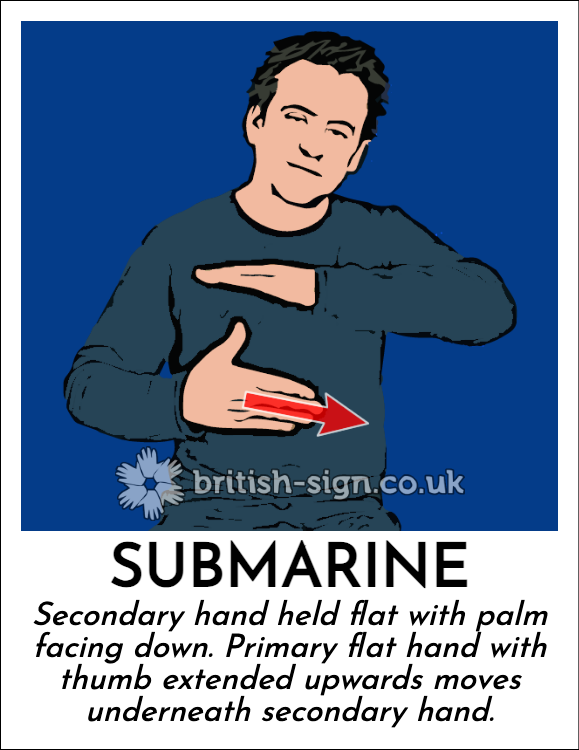 british-sign.co.uk
SUBMARINE
Secondary hand held flat with palm
facing down. Primary flat hand with
thumb extended upwards moves
underneath secondary hand.